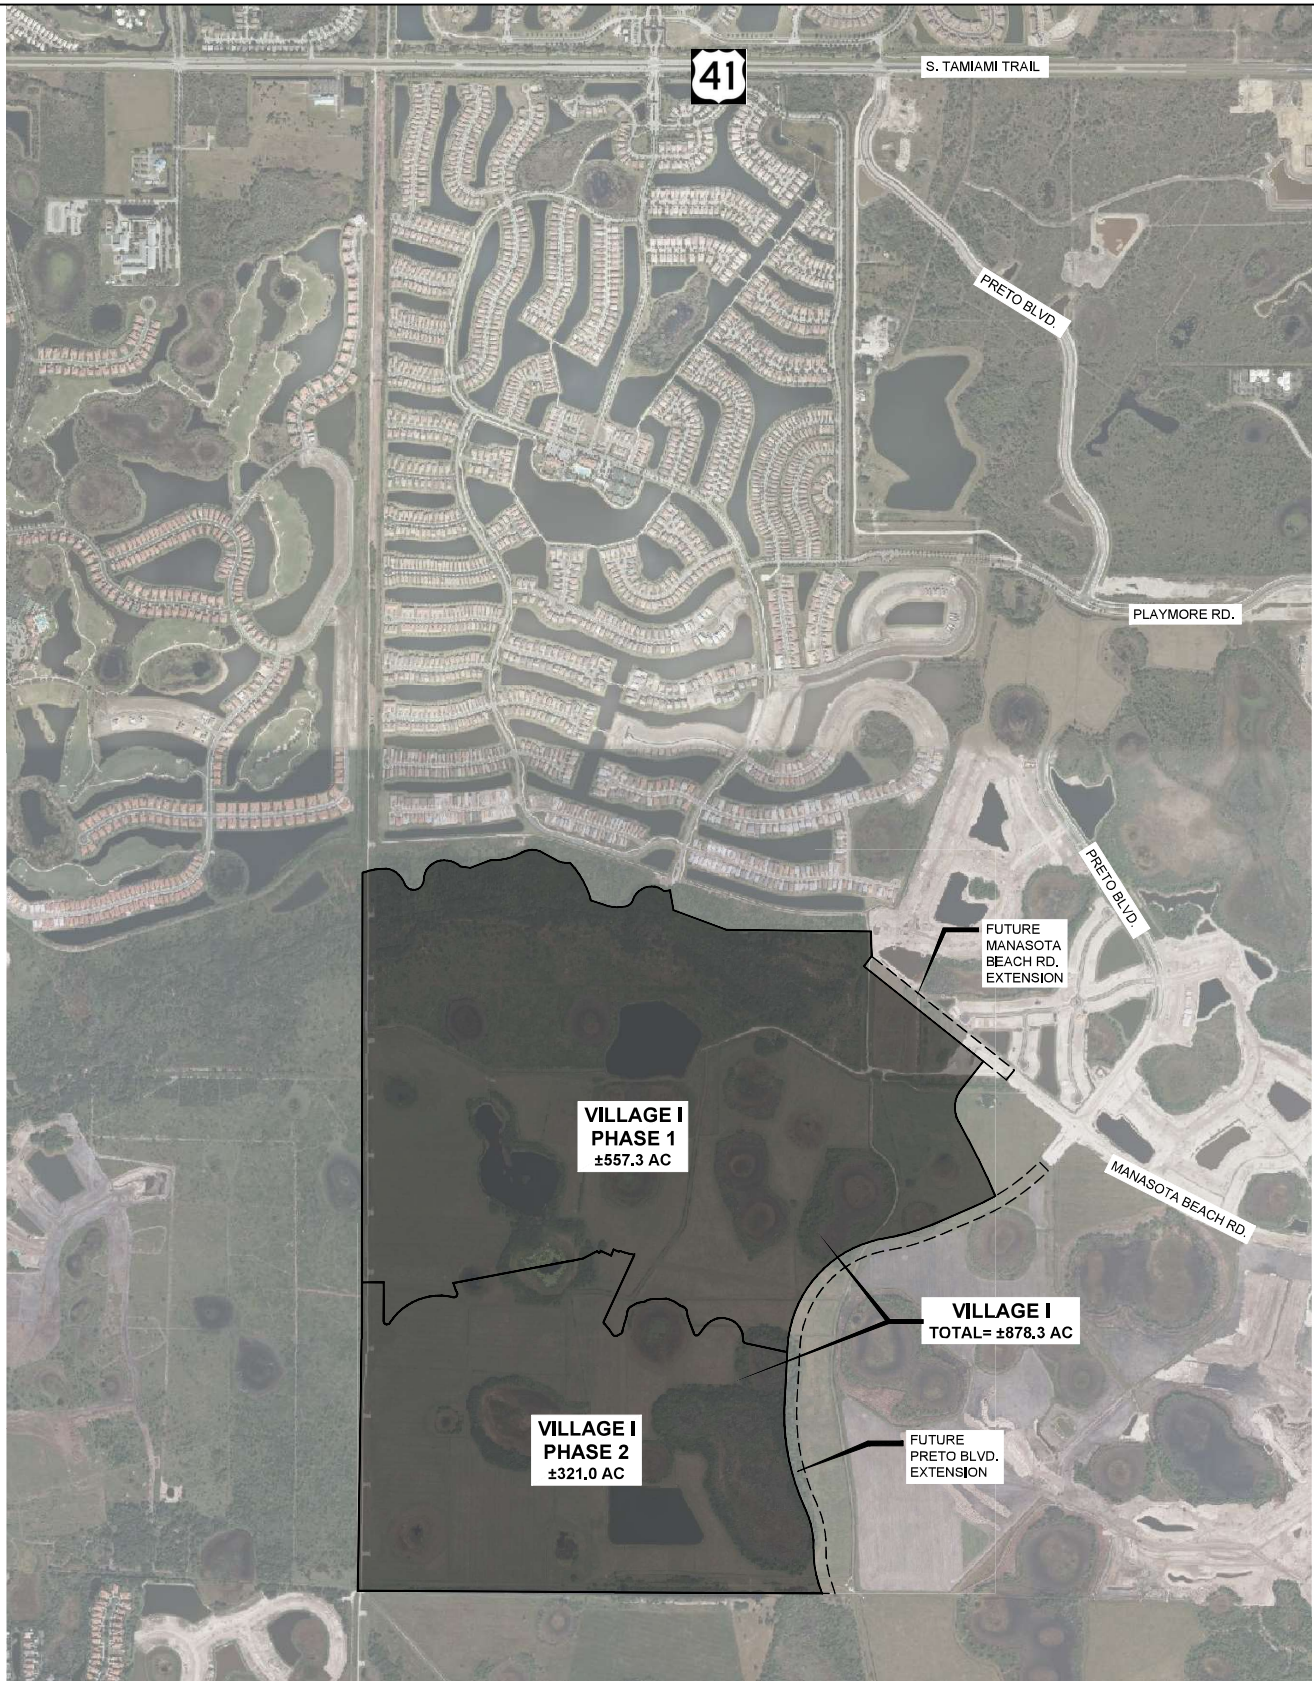 41
S. TAMIAMI TRAIL
PRETO BLVD.
PLAYMORE RD.
PRETO BLVD.
FUTURE
MANASOTA
BEACH RD.
EXTENSION
VILLAGE I
PHASE 1
±557.3 AC
MANASOTA BEACH RD.
VILLAGE I
TOTAL= ±878.3 AC
VILLAGE I
PHASE 2
±321.0 AC
FUTURE
PRETO BLVD.
EXTENSION